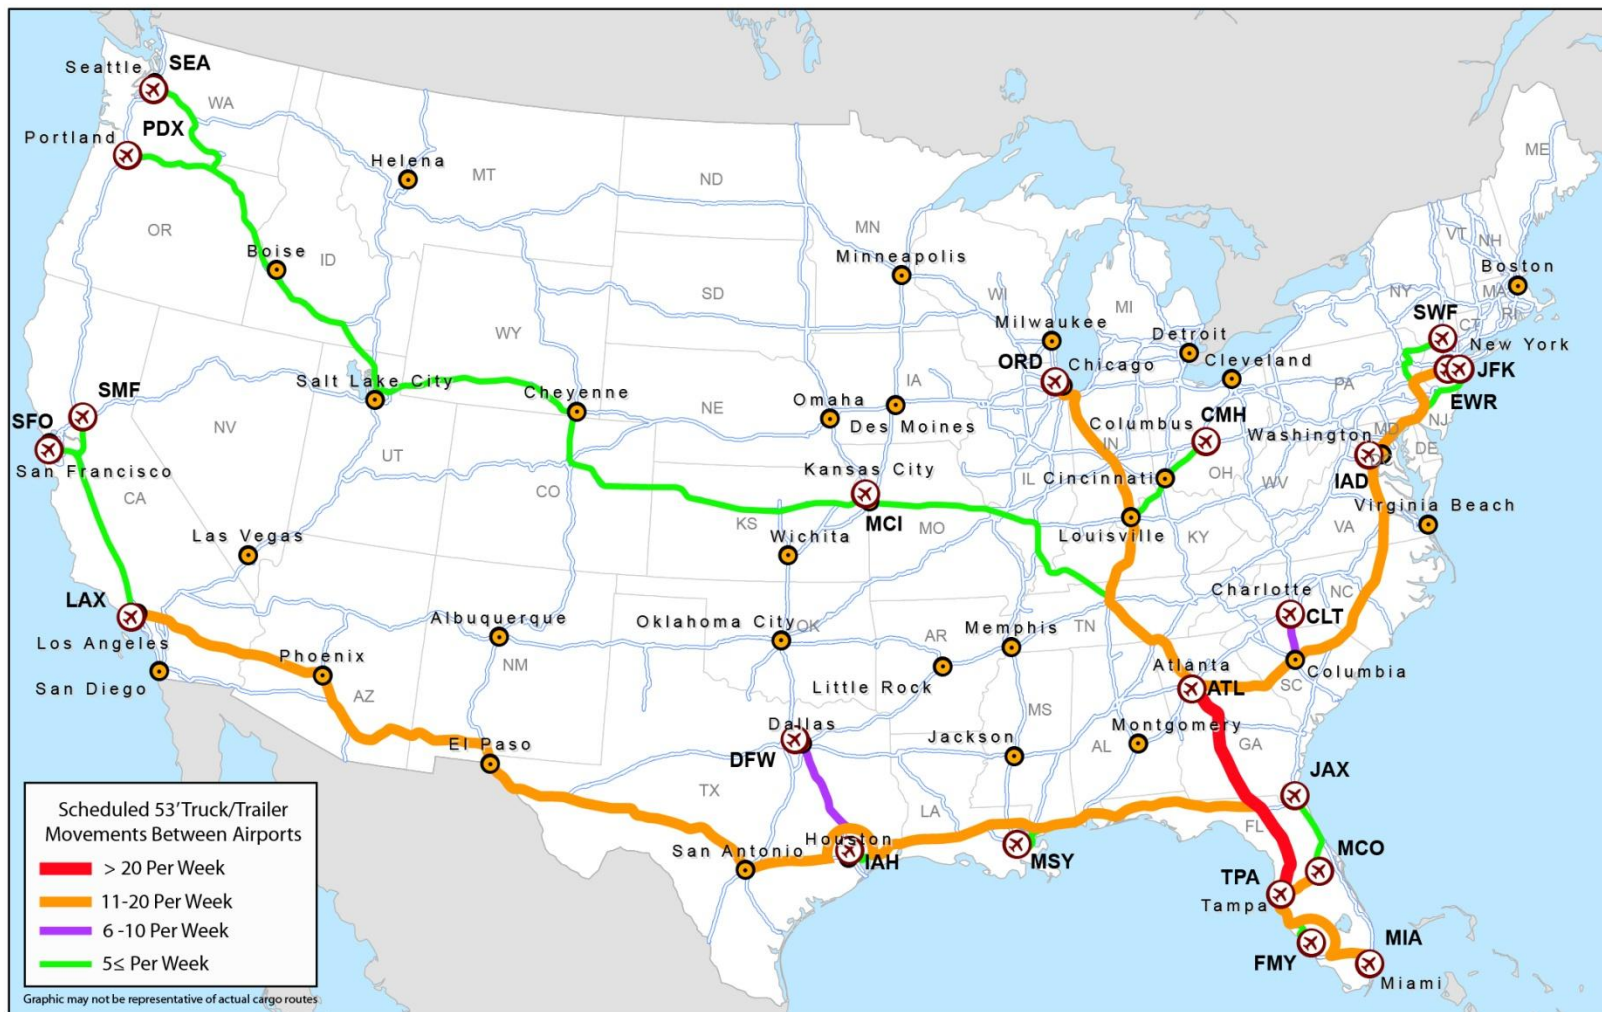 SEA
Seattle
WA
PDX
Portland
Helena
MT
ND
ME
MN
OR
VT
NH
Boise
ID
Minneapolis
Boston
SD
WI
MI
NY
MA
SWF
CT
RI
WY
Milwaukee
Detroit
New York
ORD
Chicago
Cleveland
JFK
Salt Lake City
Cheyenne
IA
PA
EWR
SMF
NE
Omaha
Des Moines
Columbus
CMH
NJ
SFO
NV
Washington
MD
DE
San Francisco
UT
Kansas City
IN
OH
DC
CA
CO
IL
Cincinnati
WV
IAD
Virginia Beach
KS
MCI
MO
VA
Las Vegas
Wichita
Louisville
KY
LAX
Charlotte
NC
CLT
Albuquerque
Oklahoma City
OK
AR
Memphis
TN
Los Angeles
Phoenix
NM
Atlanta
Columbia
San Diego
AZ
Little Rock
ATL
SC
MS
El Paso
Dallas
Jackson
Montgomery
AL
GA
DFW
JAX
TX
LA
FL
Scheduled 53' Truck/Trailer
Movements Between Airports
> 20 Per Week
11-20 Per Week
6 -10 Per Week
5≤ Per Week
San Antonio
Houston
IAH
MSY
MCO
TPA
Tampa
MIA
FMY
Miami
Graphic may not be representative of actual cargo routes